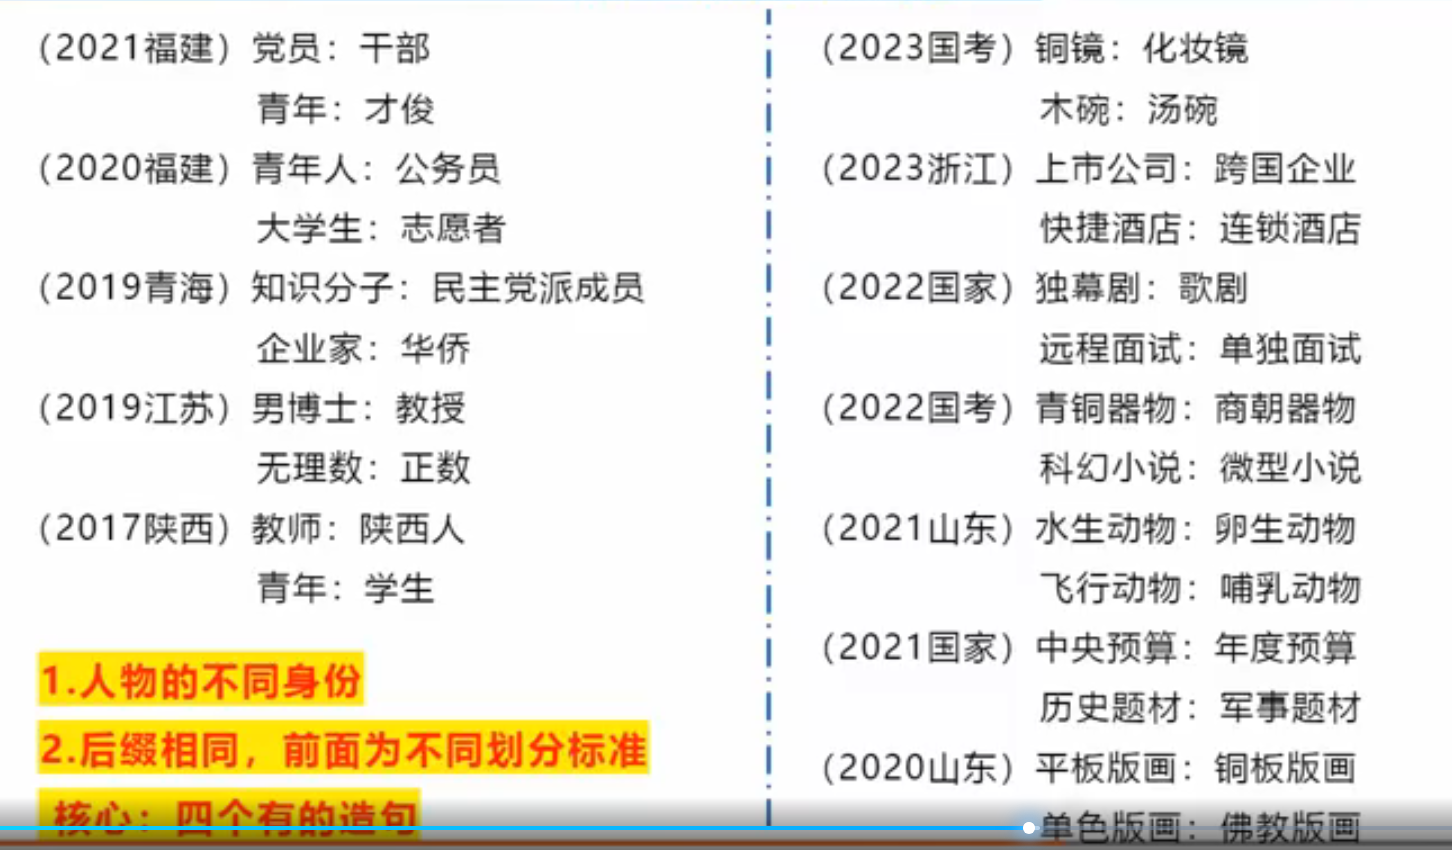 （2021福建）党员：干部
青年：才俊
（2020福建）青年人：公务员
大学生：志愿者
（2019青海）知识分子：民主党派成员
企业家：华侨
（2019江苏）男博士：教授
无理数：正数
（2017陕西）教师：陕西人
青年：学生
1.人物的不同身份
2.后缀相同，前面为不同划分标准
核心：四个有的造句
（2023国考）铜镜：化妆镜
木碗：汤碗
（2023浙江）上市公司：跨国企业
快捷酒店：连锁酒店
（2022国家）独幕剧：歌剧
远程面试：单独面试
（2022国考）青铜器物：商朝器物
科幻小说：微型小说
（2021山东）水生动物：卵生动物
飞行动物：哺乳动物
（2021国家）中央预算：年度预算
历史题材：军事题材
（2020山东）平板版画：铜板版画
单色版画：佛教版画